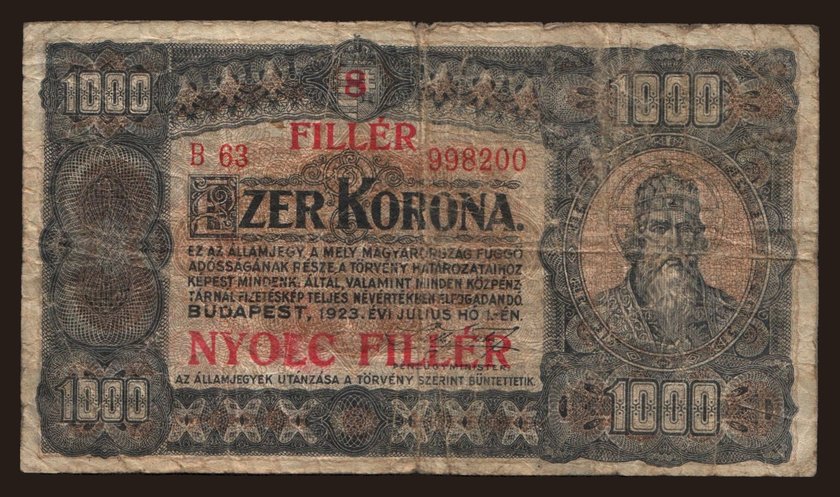 1000
8
1000
FILLÉR
B 63 998200
EZER KORONA.
EZ AZ ÁLLAMJEGY, A MELY MAGYARORSZÁG FÜGGŐ
ADÓSSÁGÁNAK RÉSZE, A TÖRVÉNY HATÁROZATAIHOZ
KÉPEST MINDENKI ÁLTAL, VALAMINT MINDEN KÖZPÉNZ-
TÁRNÁL FIZETÉSKÉP TELJES NÉVÉRTÉKBEN ELFOGADANDÓ.
BUDAPEST, 1923. ÉVI JULIUS HÓ 1.-ÉN.
NYOLC FILLÉR
PÉNZÜGYMINISTER.
AZ ÁLLAMJEGYEK UTÁNZÁSA A TÖRVÉNY SZERINT BÜNTETTETIK.
1000
1000